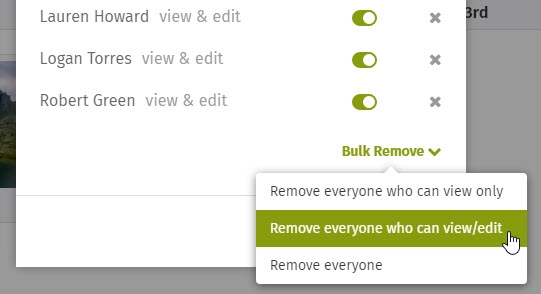 Lauren Howard view & edit
3rd
Logan Torres view & edit
Robert Green view & edit
Bulk Remove
Remove everyone who can view only
Remove everyone who can view/edit
Remove everyone